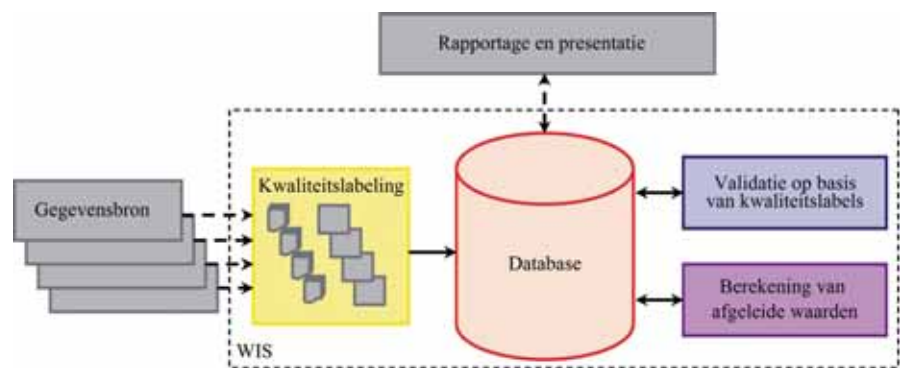 Rapportage en presentatie
Kwaliteitslabeling
Gegevensbron
Validatie op basis
van kwaliteitslabels
Database
Berekening van
afgeleide waarden
WIS